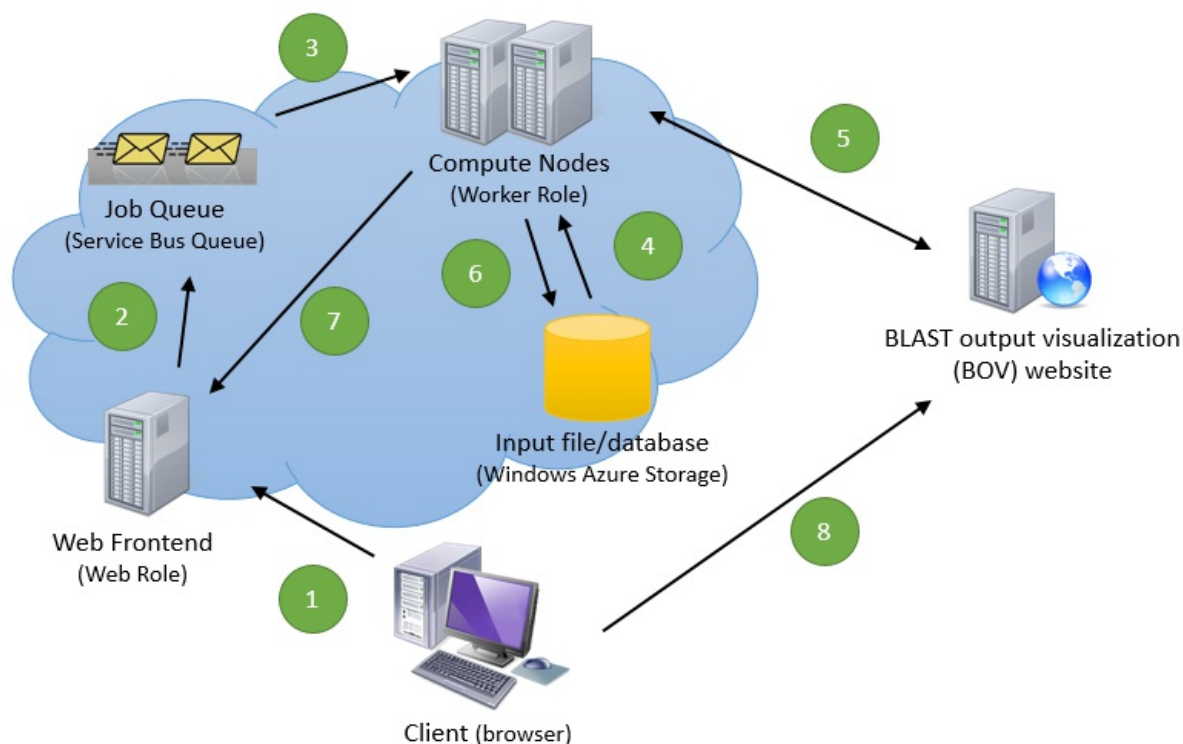 3
5
Compute Nodes
(Worker Role)
Job Queue
(Service Bus Queue)
4
6
2
7
BLAST output visualization
(BOV) website
Input file/database
(Windows Azure Storage)
8
Web Frontend
(Web Role)
1
Client (browser)